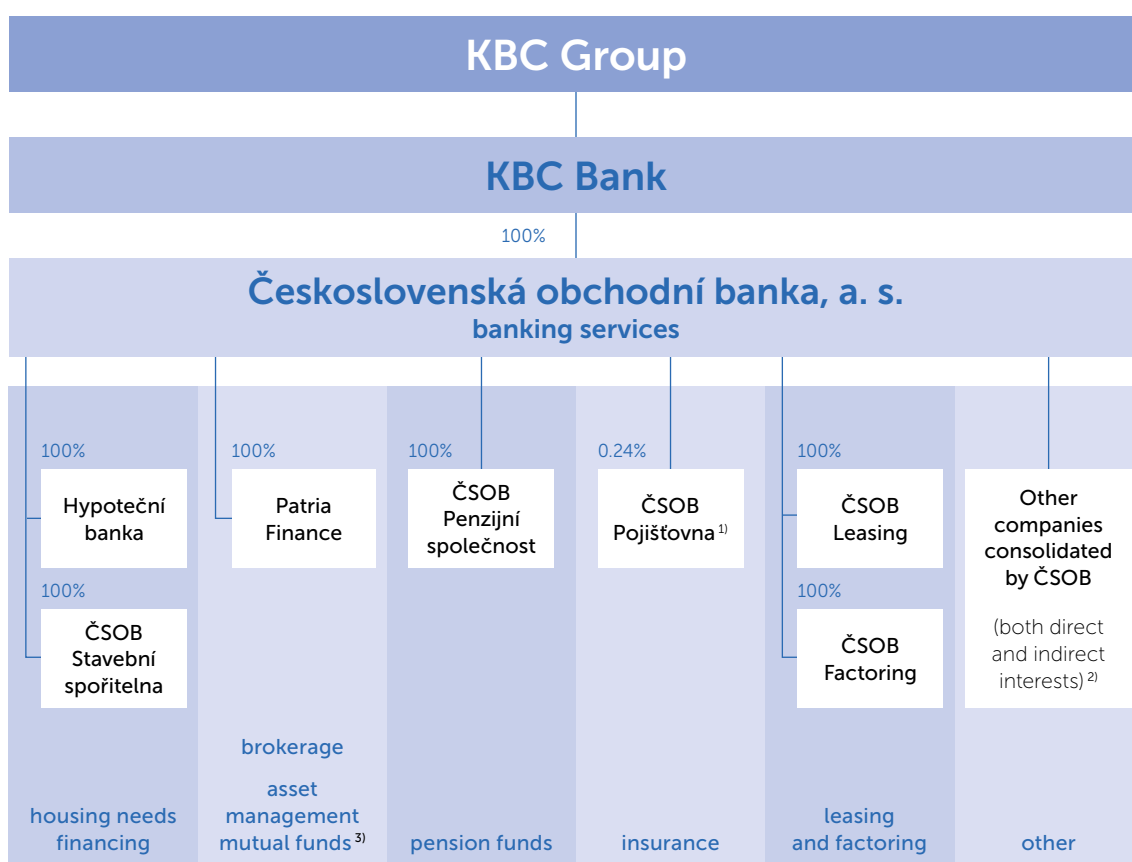 KBC Group
KBC Bank
100%
Československá obchodní banka, a. s.
banking services
100%
Hypoteční
banka
100%
ČSOB
Stavební
spořitelna
housing needs
financing
100%
Patria
Finance
brokerage
asset
management
mutual funds 3)
100%
ČSOB
Penzijní
společnost
pension funds
0.24%
ČSOB
Pojišťovna 1)
insurance
100%
ČSOB
Leasing
100%
ČSOB
Factoring
leasing
and factoring
Other
companies
consolidated
by ČSOB
(both direct
and indirect
interests) 2)
other